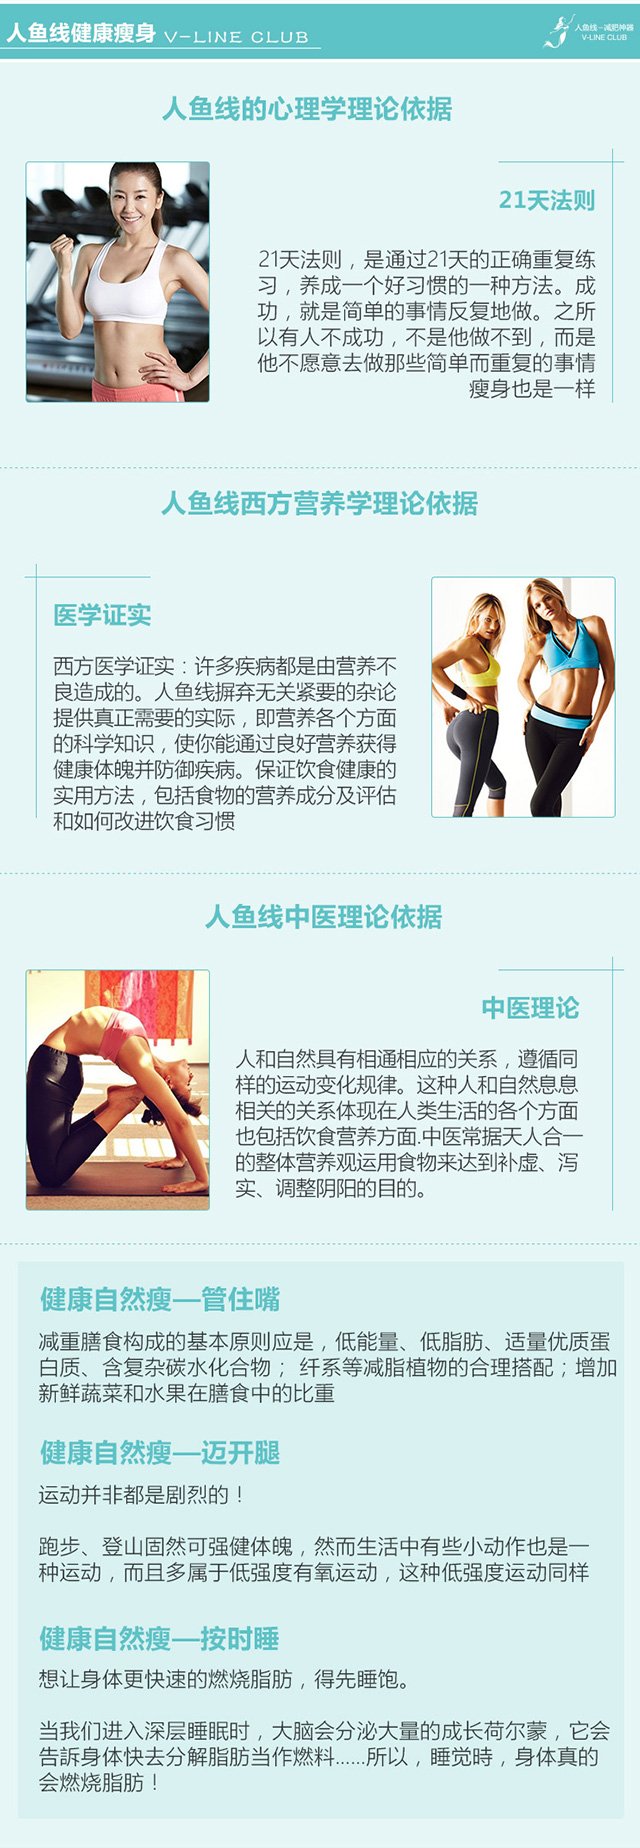 人鱼线健康瘦身 V-LINE CLUB
人鱼线-减肥神器
V-LINE CLUB
人鱼线的心理学理论依据
21天法则
21天法则，是通过21天的正确重复练
习，养成一个好习惯的一种方法。成
功，就是简单的事情反复地做。之所
以有人不成功，不是他做不到，而是
他不愿意去做那些简单而重复的事情
瘦身也是一样
人鱼线西方营养学理论依据
医学证实
西方医学证实：许多疾病都是由营养不
良造成的。人鱼线摒弃无关紧要的杂论
提供真正需要的实际，即营养各个方面
的科学知识，使你能通过良好营养获得
健康体魄并防御疾病。保证饮食健康的
实用方法，包括食物的营养成分及评估
和如何改进饮食习惯
人鱼线中医理论依据
中医理论
人和自然具有相通相应的关系，遵循同
样的运动变化规律。这种人和自然息息
相关的关系体现在人类生活的各个方面
也包括饮食营养方面.中医常据天人合一
的整体营养观运用食物来达到补虚、泻
实、调整阴阳的目的。
健康自然瘦—管住嘴
减重膳食构成的基本原则应是，低能量、低脂肪、适量优质蛋
白质、含复杂碳水化合物； 纤系等减脂植物的合理搭配；增加
新鲜蔬菜和水果在膳食中的比重
健康自然瘦—迈开腿
运动并非都是剧烈的！
跑步、登山固然可强健体魄，然而生活中有些小动作也是一
种运动，而且多属于低强度有氧运动，这种低强度运动同样
健康自然瘦—按时睡
想让身体更快速的燃烧脂肪，得先睡饱。
当我们进入深层睡眠时，大脑会分泌大量的成长荷尔蒙，它会
告訴身体快去分解脂肪当作燃料......所以，睡觉時，身体真的
会燃烧脂肪！